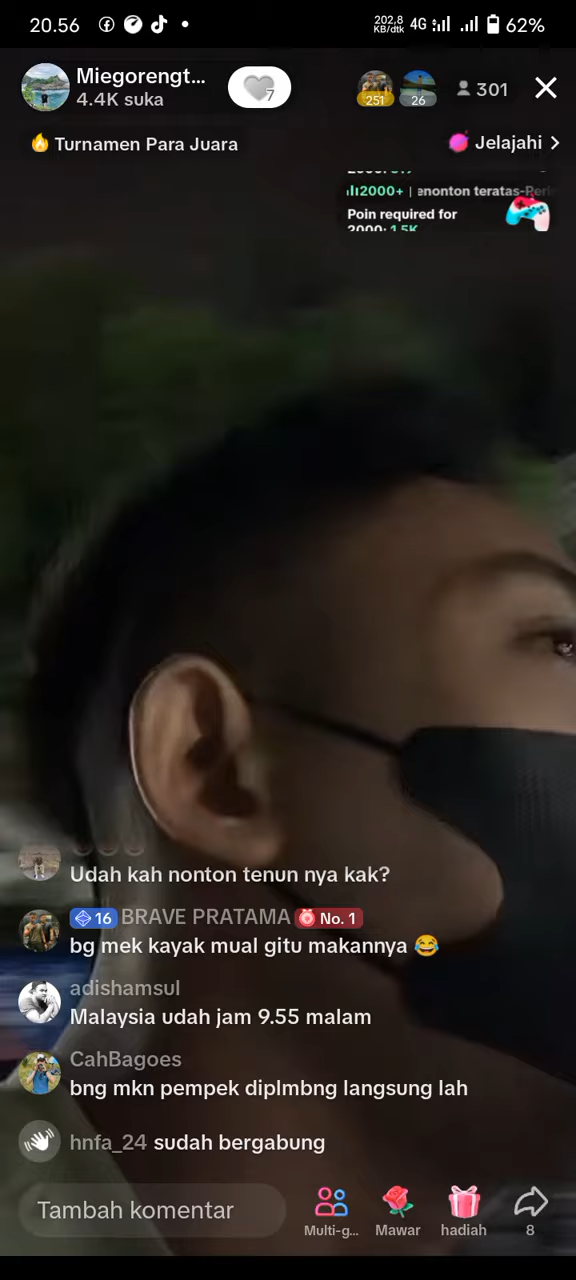 20.56
202,8
KB/dtk
4G
62%
Miegorengt...
4.4K suka
7
251
26
301
Turnamen Para Juara
Jelajahi
2000+ | enonton teratas-
Poin required for
2000: 1.5K
Udah kah nonton tenun nya kak?
16 BRAVE PRATAMA No. 1
bg mek kayak mual gitu makannya 😂
adishamsul
Malaysia udah jam 9.55 malam
CahBagoes
bng mkn pempek diplmbng langsung lah
hnfa_24 sudah bergabung
Tambah komentar
Multi-g...
Mawar
hadiah
8